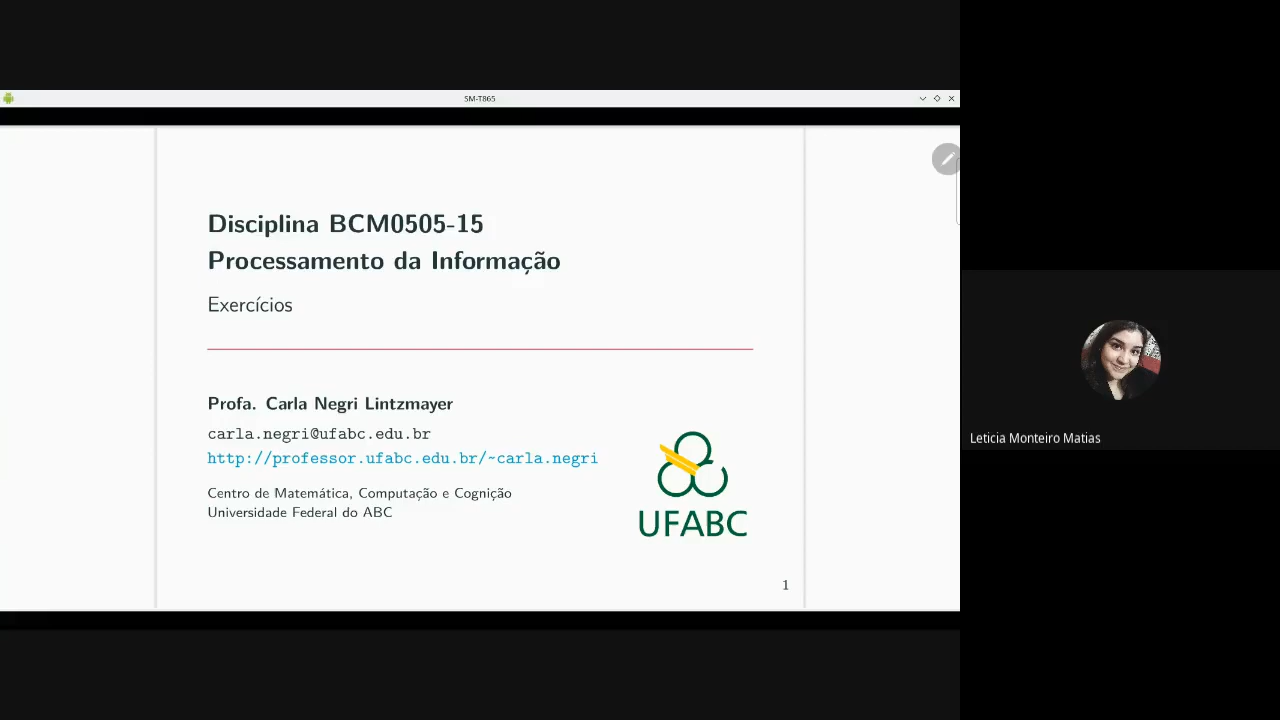 SM-T865
Disciplina BCM0505-15
Processamento da Informação
Exercícios
Profa. Carla Negri Lintzmayer
carla.negri@ufabc.edu.br
http://professor.ufabc.edu.br/~carla.negri
Centro de Matemática, Computação e Cognição
Universidade Federal do ABC
UFABC
1
Leticia Monteiro Matias